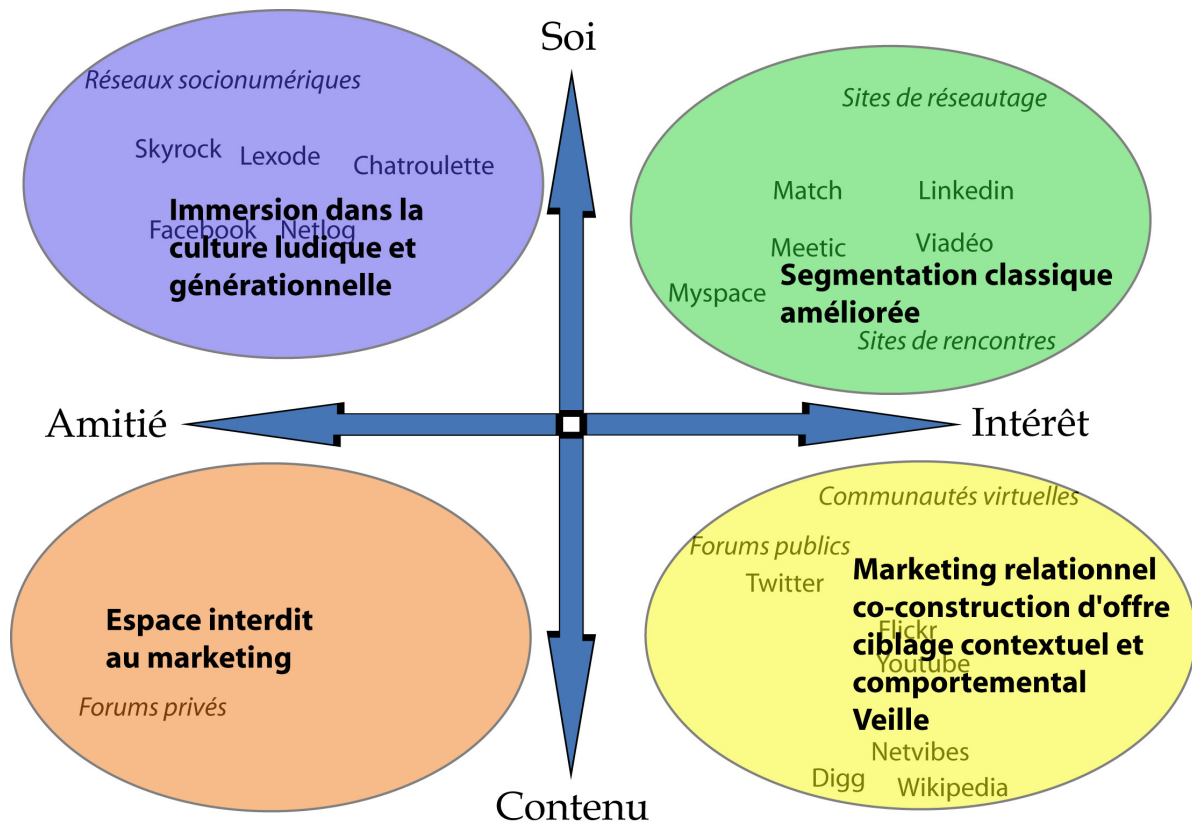 Soi
Réseaux socionumériques
Skyrock
Lexode
Chatroulette
Facebook
Netlog
Immersion dans la
culture ludique et
générationnelle
Sites de réseautage
Match
Linkedin
Meetic
Viadéo
Myspace
Segmentation classique
améliorée
Sites de rencontres
Amitié
Intérêt
Espace interdit
au marketing
Forums privés
Communautés virtuelles
Forums publics
Twitter
Marketing relationnel
co-construction d'offre
ciblage contextuel et
comportemental
Veille
Flickr
Youtube
Netvibes
Digg
Wikipedia
Contenu